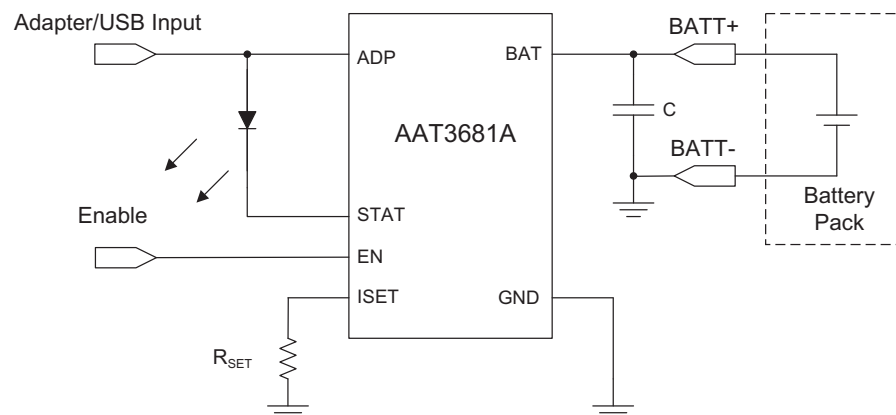 Adapter/USB Input
BATT+
ADP
BAT
AAT3681A
C
BATT-
Enable
STAT
Battery
Pack
EN
ISET
GND
RSET